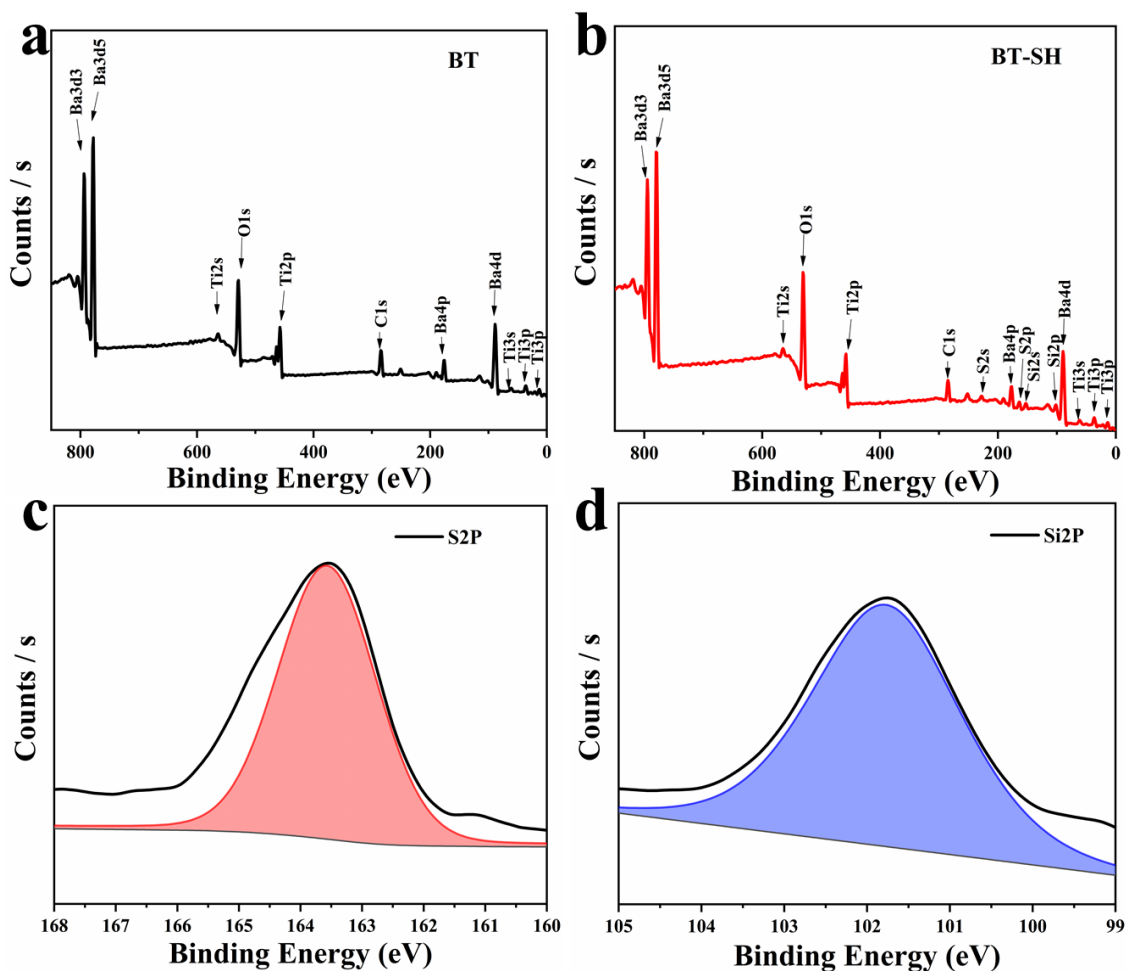 a
BT
Ba3d3
Ba3d5
Ti2s
O1s
Ti2p
C1s
Ba4p
Ba4d
Ti3s
Ti3p
Ti3p
Counts / s
800
600
400
200
0
Binding Energy (eV)
b
BT-SH
Ba3d3
Ba3d5
Ti2s
O1s
Ti2p
C1s
S2s
Ba4p
S2p
Si2s
Si2p
Ba4d
Ti3s
Ti3p
Ti3p
Counts / s
800
600
400
200
0
Binding Energy (eV)
c
S2P
Counts / s
168
167
166
165
164
163
162
161
160
Binding Energy (eV)
d
Si2P
Counts / s
105
104
103
102
101
100
99
Binding Energy (eV)